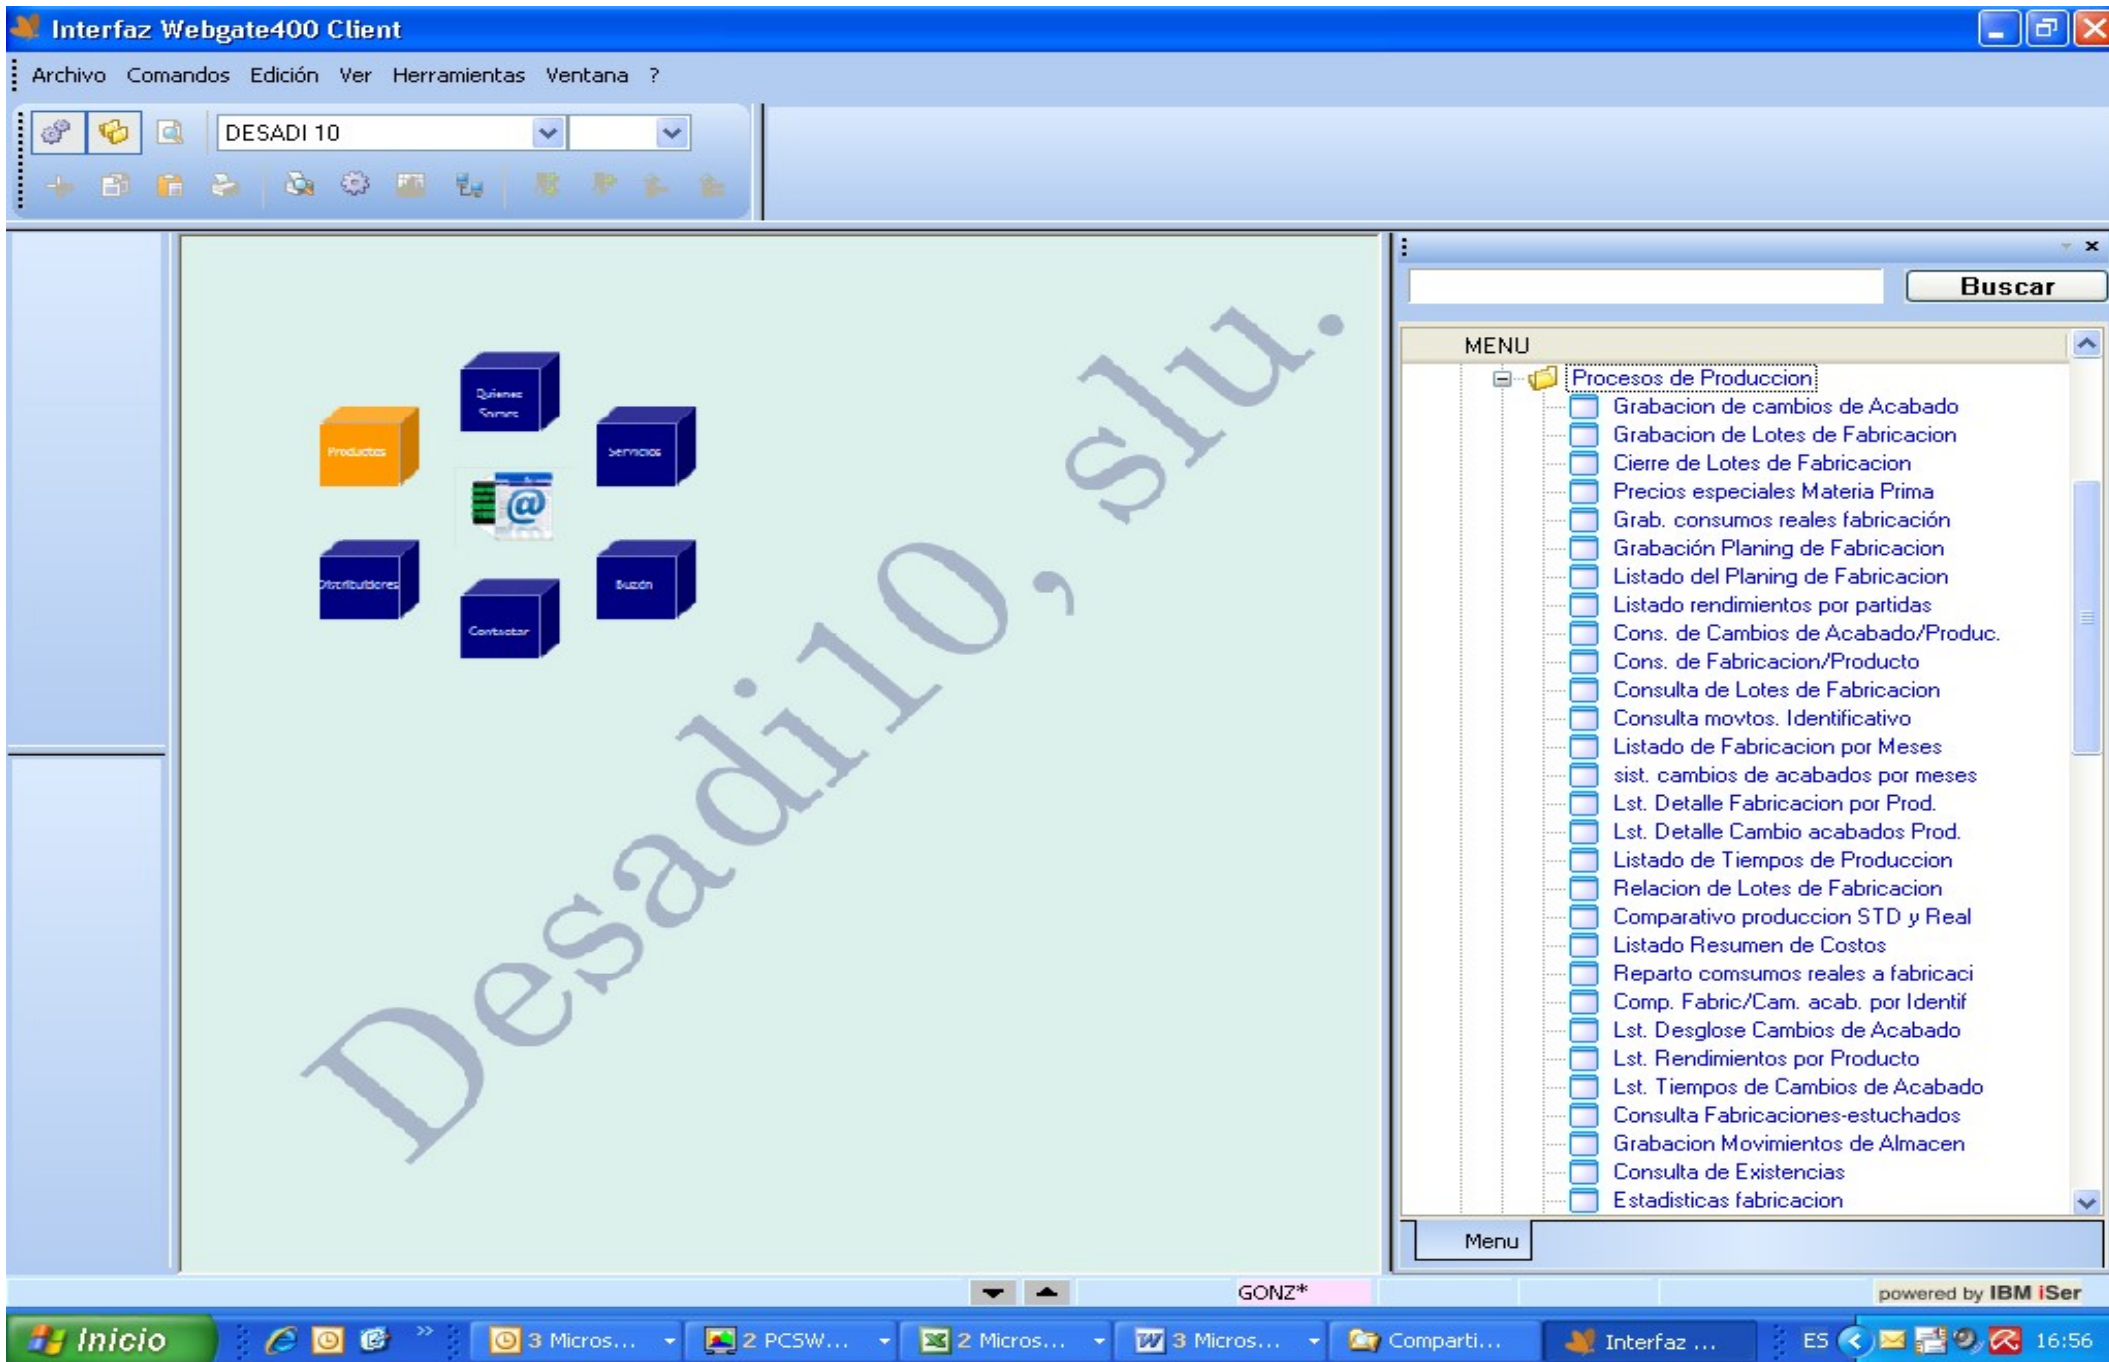 Interfaz Webgate400 Client
Archivo Comandos Edición Ver Herramientas Ventana ?
DESADI 10
Quienes
Somos
Productos
Servicios
@
Distribuidores
Buzón
Contactar
Desadi10, slu.
Buscar
MENU
Procesos de Produccion
Grabacion de cambios de Acabado
Grabacion de Lotes de Fabricacion
Cierre de Lotes de Fabricacion
Precios especiales Materia Prima
Grab. consumos reales fabricación
Grabación Planing de Fabricacion
Listado del Planing de Fabricacion
Listado rendimientos por partidas
Cons. de Cambios de Acabado/Produc.
Cons. de Fabricacion/Producto
Consulta de Lotes de Fabricacion
Consulta movtos. Identificativo
Listado de Fabricacion por Meses
sist. cambios de acabados por meses
Lst. Detalle Fabricacion por Prod.
Lst. Detalle Cambio acabados Prod.
Listado de Tiempos de Produccion
Relacion de Lotes de Fabricacion
Comparativo produccion STD y Real
Listado Resumen de Costos
Reparto comsumos reales a fabricaci
Comp. Fabric/Cam. acab. por Identif
Lst. Desglose Cambios de Acabado
Lst. Rendimientos por Producto
Lst. Tiempos de Cambios de Acabado
Consulta Fabricaciones-estuchados
Grabacion Movimientos de Almacen
Consulta de Existencias
Estadisticas fabricacion
Menu
GONZ*
powered by IBM iSer
Inicio
3 Micros...
2 PCSW...
2 Micros...
3 Micros...
Comparti...
Interfaz ...
ES
16:56